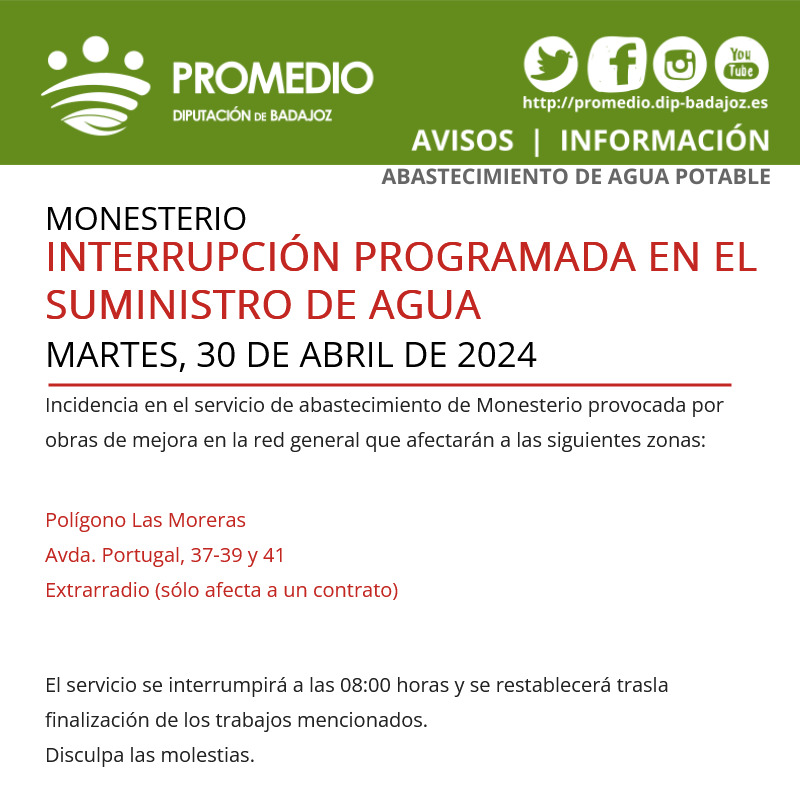 PROMEDIO
DIPUTACIÓN DE BADAJOZ
You
Tube
http://promedio.dip-badajoz.es
AVISOS | INFORMACIÓN
ABASTECIMIENTO DE AGUA POTABLE
MONESTERIO
INTERRUPCIÓN PROGRAMADA EN EL
SUMINISTRO DE AGUA
MARTES, 30 DE ABRIL DE 2024
Incidencia en el servicio de abastecimiento de Monesterio provocada por
obras de mejora en la red general que afectarán a las siguientes zonas:
Polígono Las Moreras
Avda. Portugal, 37-39 y 41
Extrarradio (sólo afecta a un contrato)
El servicio se interrumpirá a las 08:00 horas y se restablecerá trasla
finalización de los trabajos mencionados.
Disculpa las molestias.